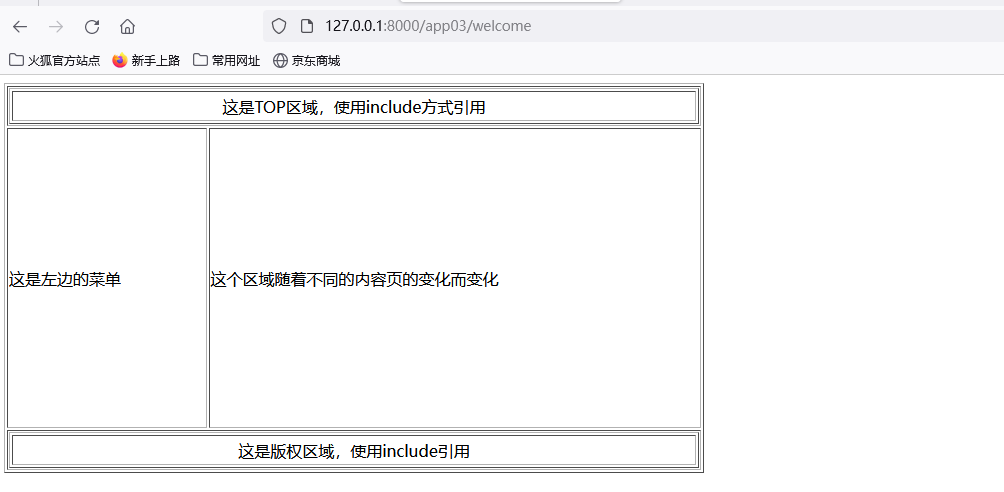 127.0.0.1:8000/app03/welcome
火狐官方站点 新手上路 常用网址 京东商城
这是TOP区域，使用include方式引用
这是左边的菜单 这个区域随着不同的内容页的变化而变化
这是版权区域，使用include引用